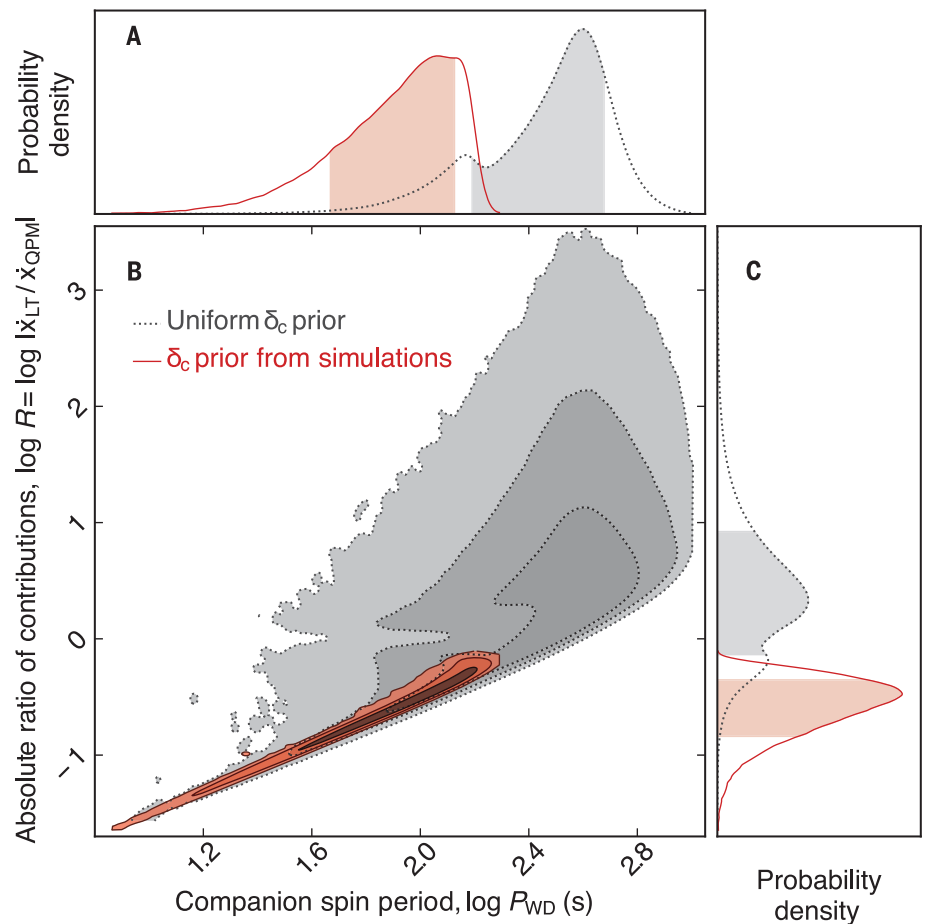 Probability
density
A
Absolute ratio of contributions, log R = log |ẋLT / ẋQPM|
3
2
1
0
−1
B
Uniform δc prior
δc prior from simulations
C
1.2
1.6
2.0
2.4
2.8
Companion spin period, log PWD (s)
Probability
density